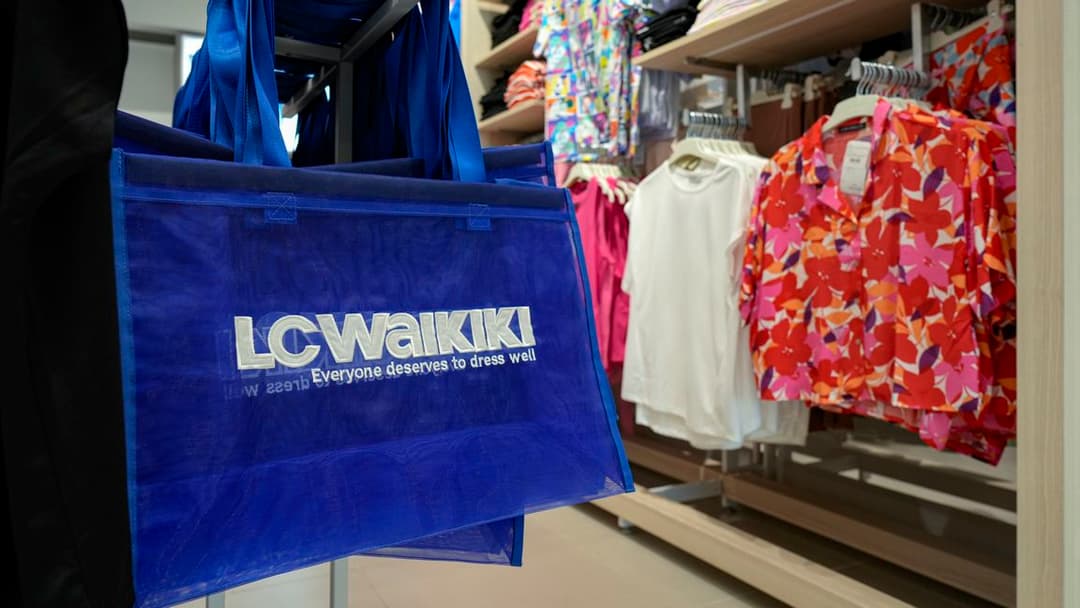 LCWAIKIKI
Everyone deserves to dress well